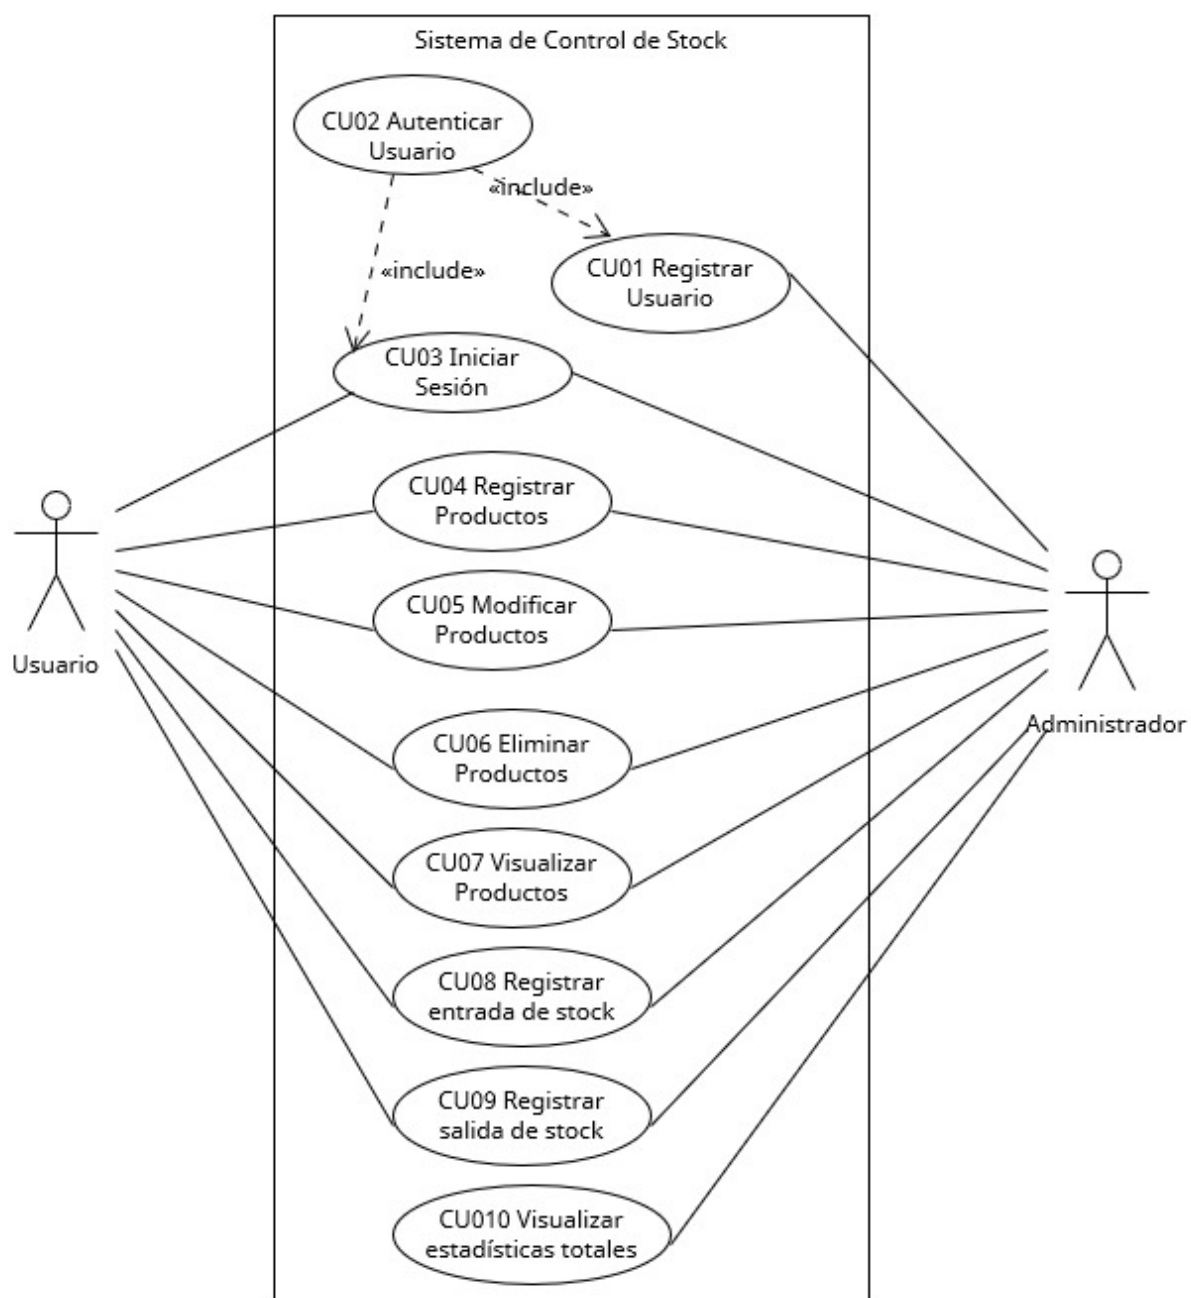 Sistema de Control de Stock
CU02 Autenticar
Usuario
«include»
CU01 Registrar
Usuario
«include»
CU03 Iniciar
Sesión
CU04 Registrar
Productos
CU05 Modificar
Productos
Usuario
Administrador
CU06 Eliminar
Productos
CU07 Visualizar
Productos
CU08 Registrar
entrada de stock
CU09 Registrar
salida de stock
CU010 Visualizar
estadísticas totales